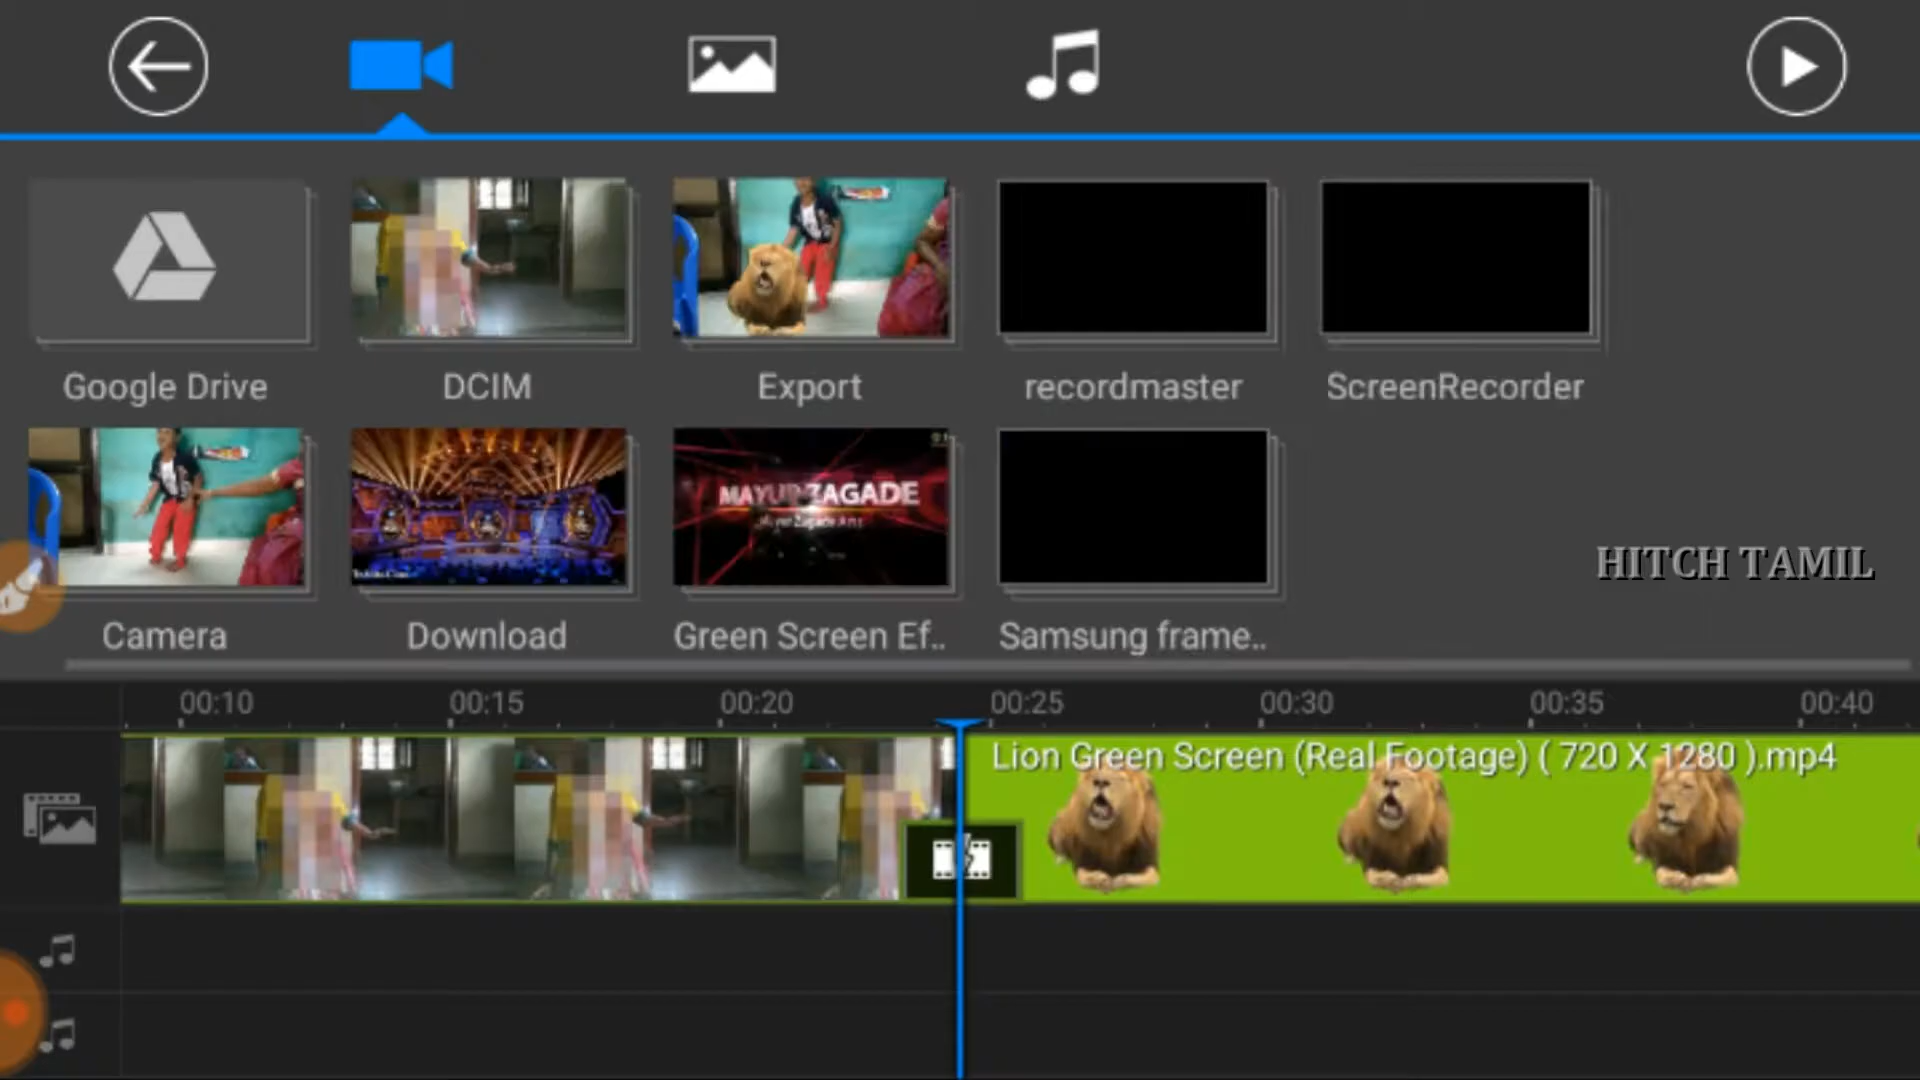 Google Drive
DCIM
Export
recordmaster
ScreenRecorder
MAYUR ZAGADE
Camera
Download
Green Screen Ef..
Samsung frame..
HITCH TAMIL
00:10
00:15
00:20
00:25
00:30
00:35
00:40
Lion Green Screen (Real Footage) ( 720 X 1280 ).mp4